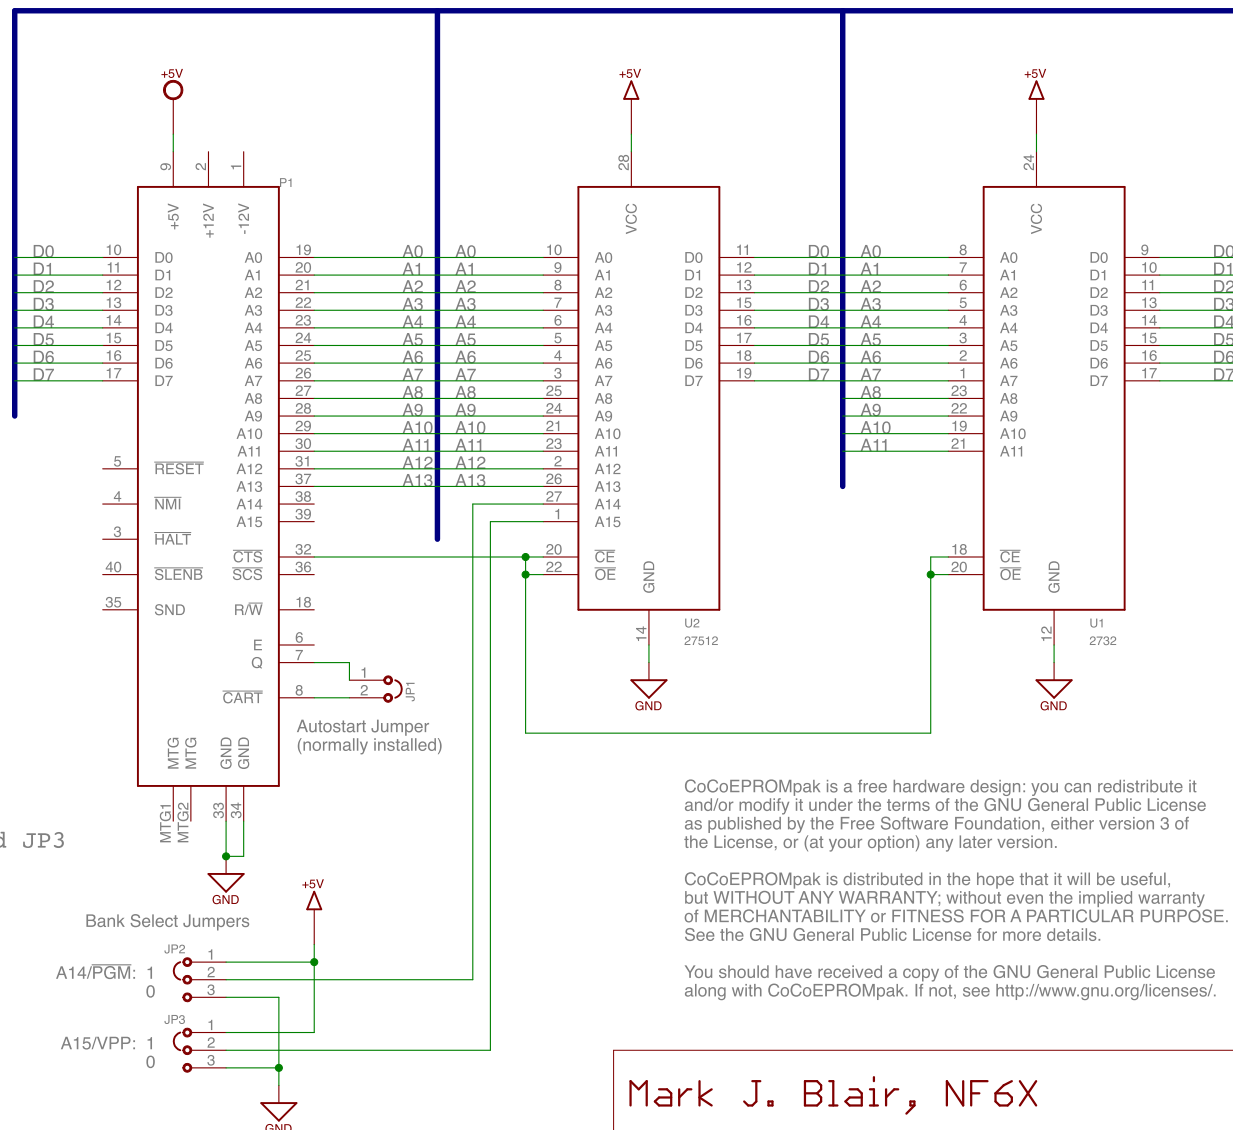 +5V
+5V
+5V
9 2 1
28
24
P1
+5V +12V -12V
VCC
VCC
D0 10 D0 A0 19 A0 A0 10 A0 D0 11 D0 A0 8 A0 D0 9 D0
D1 11 D1 A1 20 A1 A1 9 A1 D1 12 D1 A1 7 A1 D1 10 D1
D2 12 D2 A2 21 A2 A2 8 A2 D2 13 D2 A2 6 A2 D2 11 D2
D3 13 D3 A3 22 A3 A3 7 A3 D3 15 D3 A3 5 A3 D3 13 D3
D4 14 D4 A4 23 A4 A4 6 A4 D4 16 D4 A4 4 A4 D4 14 D4
D5 15 D5 A5 24 A5 A5 5 A5 D5 17 D5 A5 3 A5 D5 15 D5
D6 16 D6 A6 25 A6 A6 4 A6 D6 18 D6 A6 2 A6 D6 16 D6
D7 17 D7 A7 26 A7 A7 3 A7 D7 19 D7 A7 1 A7 D7 17 D7
A8 27 A8 A8 25 A8 A8 23 A8
A9 28 A9 A9 24 A9 A9 22 A9
A10 29 A10 A10 21 A10 A10 19 A10
A11 30 A11 A11 23 A11 A11 21 A11
5 RESET A12 31 A12 A12 2 A12
A13 37 A13 A13 26 A13
4 NMI A14 38 27 A14
A15 39 1 A15
3 HALT
CTS 32 20 CE 18 CE
40 SLENB SCS 36 22 OE 20 OE
GND
GND
35 SND R/W 18
14 U2
27512
12 U1
2732
E 6
Q 7
1
CART 8 2 JP1
GND
GND
Autostart Jumper
(normally installed)
MTG MTG GND GND
MTG1 MTG2 33 34
GND
d JP3
CoCoEPROMpak is a free hardware design: you can redistribute it
and/or modify it under the terms of the GNU General Public License
as published by the Free Software Foundation, either version 3 of
the License, or (at your option) any later version.
CoCoEPROMpak is distributed in the hope that it will be useful,
but WITHOUT ANY WARRANTY; without even the implied warranty
of MERCHANTABILITY or FITNESS FOR A PARTICULAR PURPOSE.
See the GNU General Public License for more details.
You should have received a copy of the GNU General Public License
along with CoCoEPROMpak. If not, see http://www.gnu.org/licenses/.
+5V
Bank Select Jumpers
JP2
1
A14/PGM: 1 2
0 3
JP3
1
A15/VPP: 1 2
0 3
GND
Mark J. Blair, NF6X